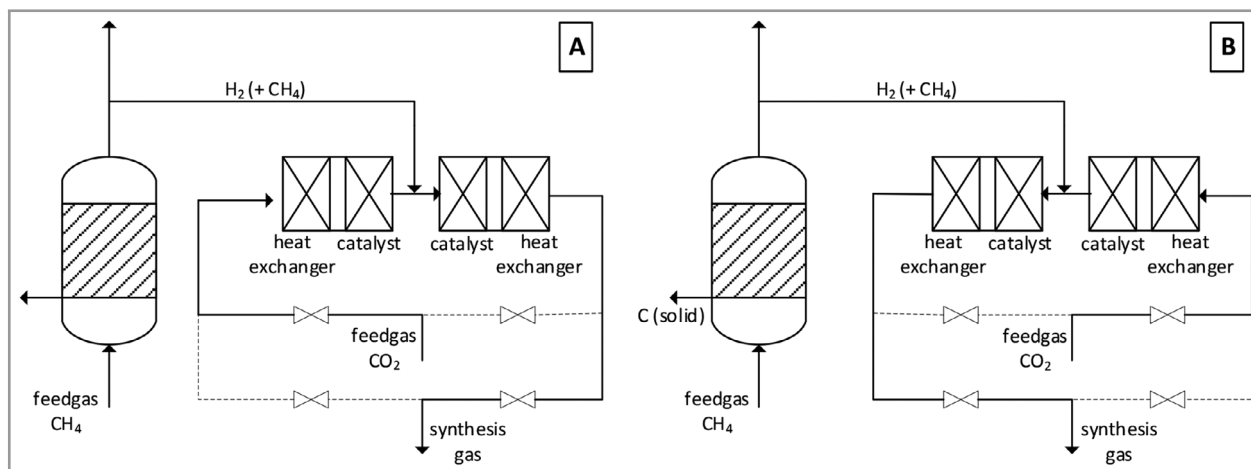 A
H₂ (+ CH₄)
heat
exchanger
catalyst
catalyst
heat
exchanger
feedgas
CO₂
feedgas
CH₄
synthesis
gas
B
H₂ (+ CH₄)
heat
exchanger
catalyst
catalyst
heat
exchanger
C (solid)
feedgas
CO₂
feedgas
CH₄
synthesis
gas